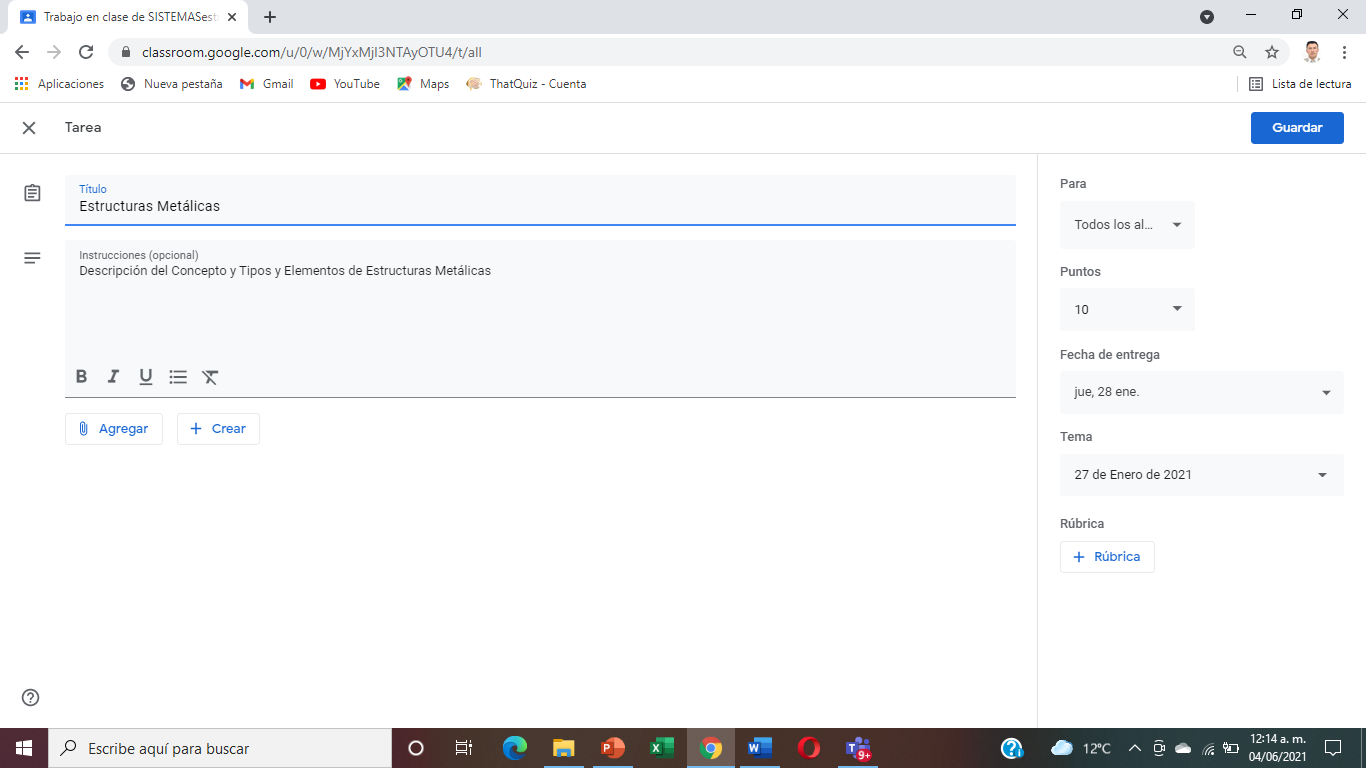 Trabajo en clase de SISTEMASest
classroom.google.com/u/0/w/MjYxMjI3NTAyOTU4/t/all
Aplicaciones
Nueva pestaña
Gmail
YouTube
Maps
ThatQuiz - Cuenta
Lista de lectura
Tarea
Guardar
Título
Estructuras Metálicas
Instrucciones (opcional)
Descripción del Concepto y Tipos y Elementos de Estructuras Metálicas
B I U
Agregar
Crear
Para
Todos los al...
Puntos
10
Fecha de entrega
jue, 28 ene.
Tema
27 de Enero de 2021
Rúbrica
Rúbrica
Escribe aquí para buscar
9+
12°C
12:14 a. m.
04/06/2021